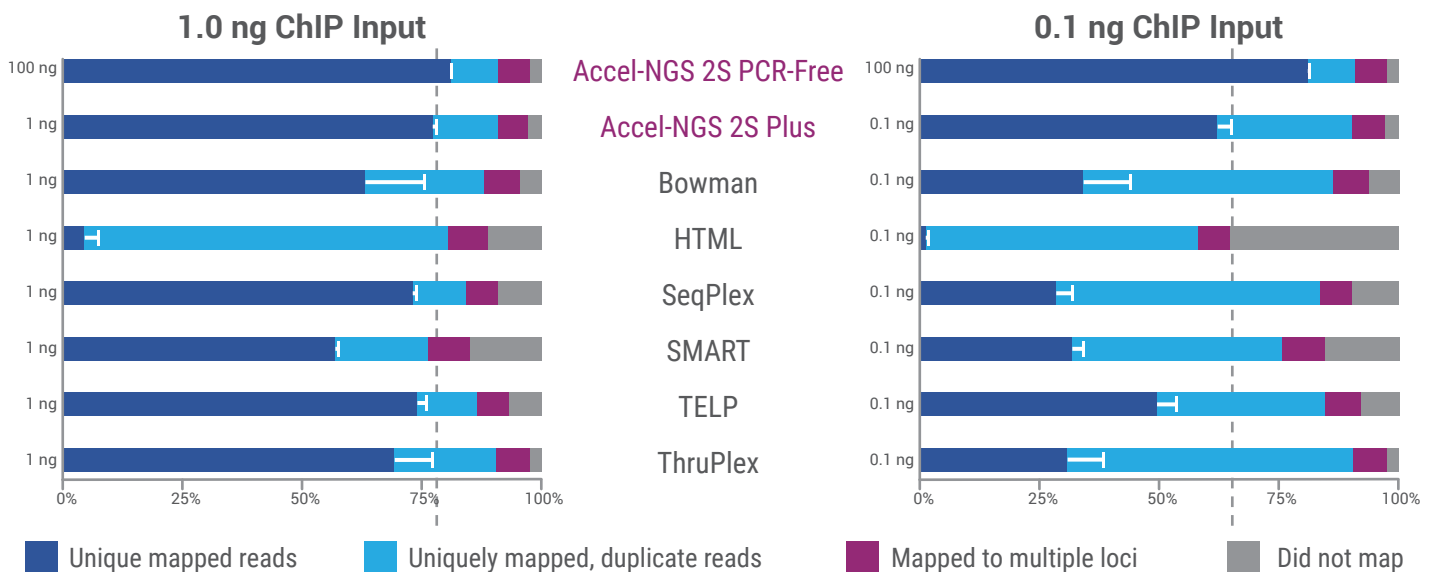 1.0 ng ChIP Input
0.1 ng ChIP Input
100 ng
Accel-NGS 2S PCR-Free
100 ng
1 ng
Accel-NGS 2S Plus
0.1 ng
1 ng
Bowman
0.1 ng
1 ng
HTML
0.1 ng
1 ng
SeqPlex
0.1 ng
1 ng
SMART
0.1 ng
1 ng
TELP
0.1 ng
1 ng
ThruPlex
0.1 ng
0% 25% 50% 75% 100%
0% 25% 50% 75% 100%
Unique mapped reads
Uniquely mapped, duplicate reads
Mapped to multiple loci
Did not map